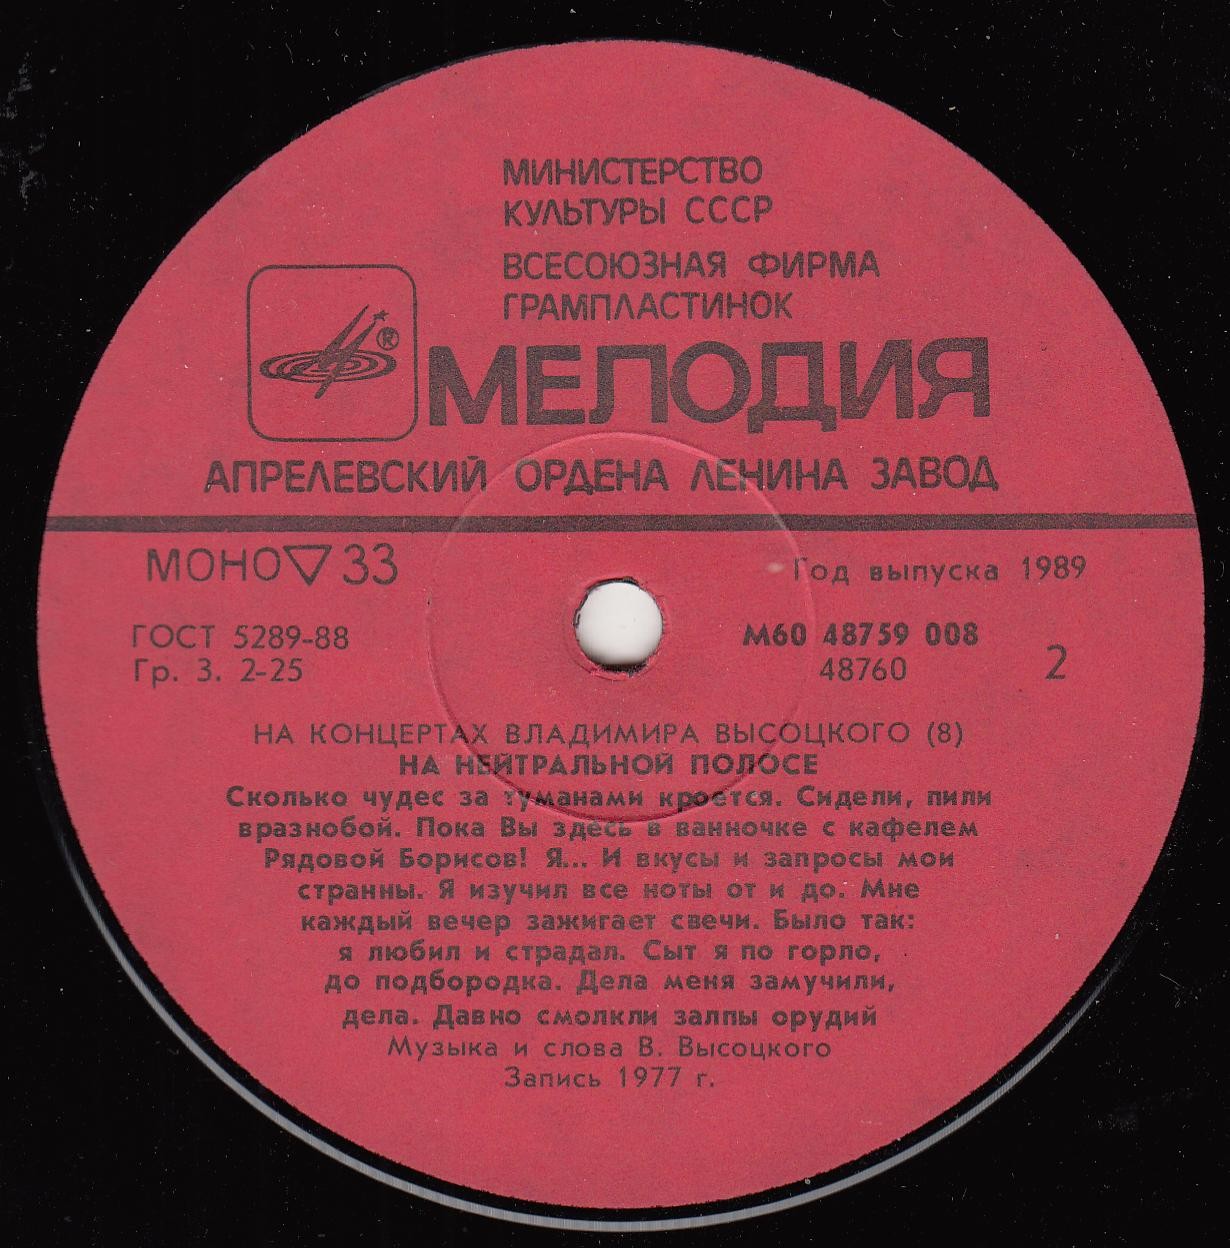 МИНИСТЕРСТВО
КУЛЬТУРЫ СССР
ВСЕСОЮЗНАЯ ФИРМА
ГРАМПЛАСТИНОК
®
МЕЛОДИЯ
АПРЕЛЕВСКИЙ ОРДЕНА ЛЕНИНА ЗАВОД
МОНО▽33
Год выпуска 1989
ГОСТ 5289-88
Гр. 3. 2-25
М60 48759 008
48760
2
НА КОНЦЕРТАХ ВЛАДИМИРА ВЫСОЦКОГО (8)
НА НЕЙТРАЛЬНОЙ ПОЛОСЕ
Сколько чудес за туманами кроется. Сидели, пили
вразнобой. Пока Вы здесь в ванночке с кафелем
Рядовой Борисов! Я... И вкусы и запросы мои
странны. Я изучил все ноты от и до. Мне
каждый вечер зажигает свечи. Было так:
я любил и страдал. Сыт я по горло,
до подбородка. Дела меня замучили,
дела. Давно смолкли залпы орудий
Музыка и слова В. Высоцкого
Запись 1977 г.